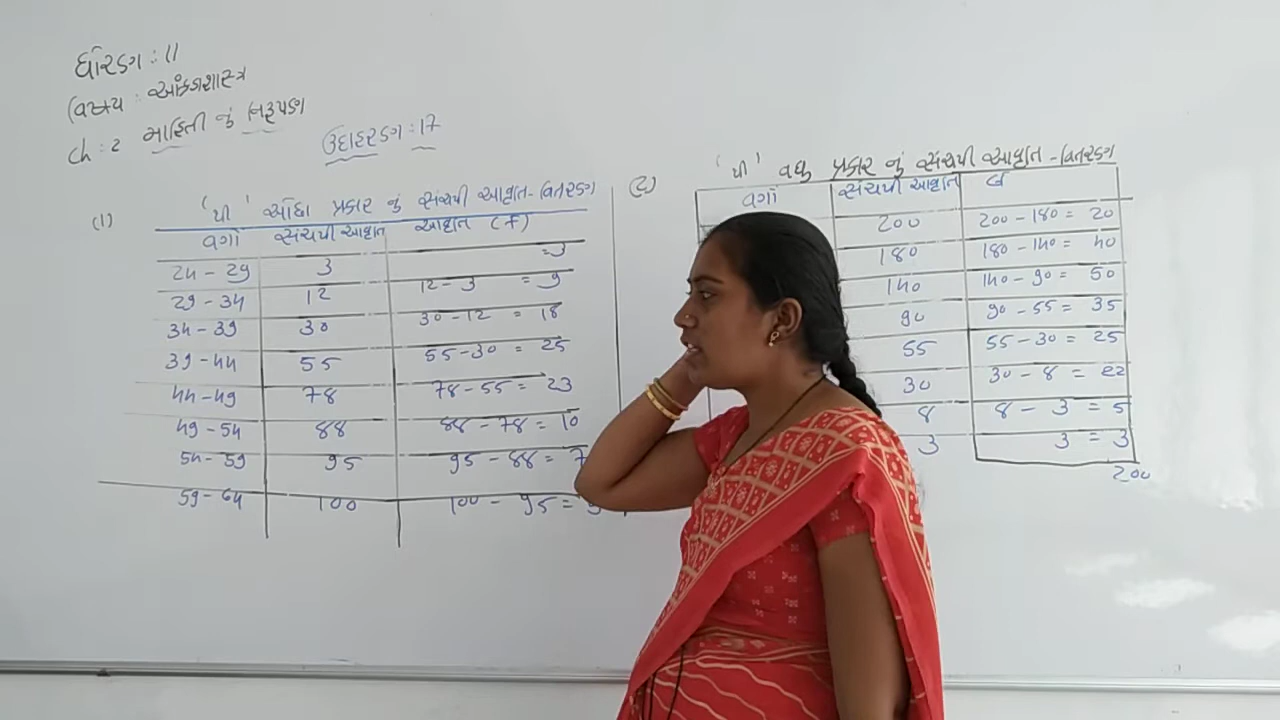 ધોરણ : 11
વિષય : આંકડાશાસ્ત્ર
ch : 2 માહિતી નું નિરૂપણ
ઉદાહરણ : 17
(1) 'થી' ઓછા પ્રકાર નું સંચયી આવૃત્તિ-વિતરણ
વર્ગો સંચયી આવૃત્તિ આવૃત્તિ (f)
24 - 29 3 = 3
29 - 34 12 12 - 3 = 9
34 - 39 30 30 - 12 = 18
39 - 44 55 55 - 30 = 25
44 - 49 78 78 - 55 = 23
49 - 54 88 88 - 78 = 10
54 - 59 95 95 - 88 = 7
59 - 64 100 100 - 95 =
(2) 'થી' વધુ પ્રકાર નું સંચયી આવૃત્તિ-વિતરણ
વર્ગો સંચયી આવૃત્તિ
200 200 - 180 = 20
180 180 - 140 = 40
140 140 - 90 = 50
90 90 - 55 = 35
55 55 - 30 = 25
30 30 - 8 = 22
8 8 - 3 = 5
3 3 = 3
200